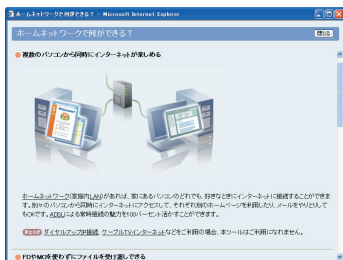 ホームネットワークで何ができる? - Microsoft Internet Explorer
ホームネットワークで何ができる?
閉じる
複数のパソコンから同時にインターネットが楽しめる
ホームネットワーク(家庭内LAN)があれば、家にあるパソコンのどれでも、好きなときにインターネットに接続することができま
す。別々のパソコンから同時にインターネットにアクセスして、それぞれ別のホームページを利用したり、メールをやりとりして
もOKです。ADSLによる常時接続の魅力を100パーセント活かすことができます。
チェック ダイヤルアップ接続、ケーブルTVインターネットなどをご利用の場合、本ツールはご利用になれません。
FDやMOを使わずにファイルを受け渡しできる